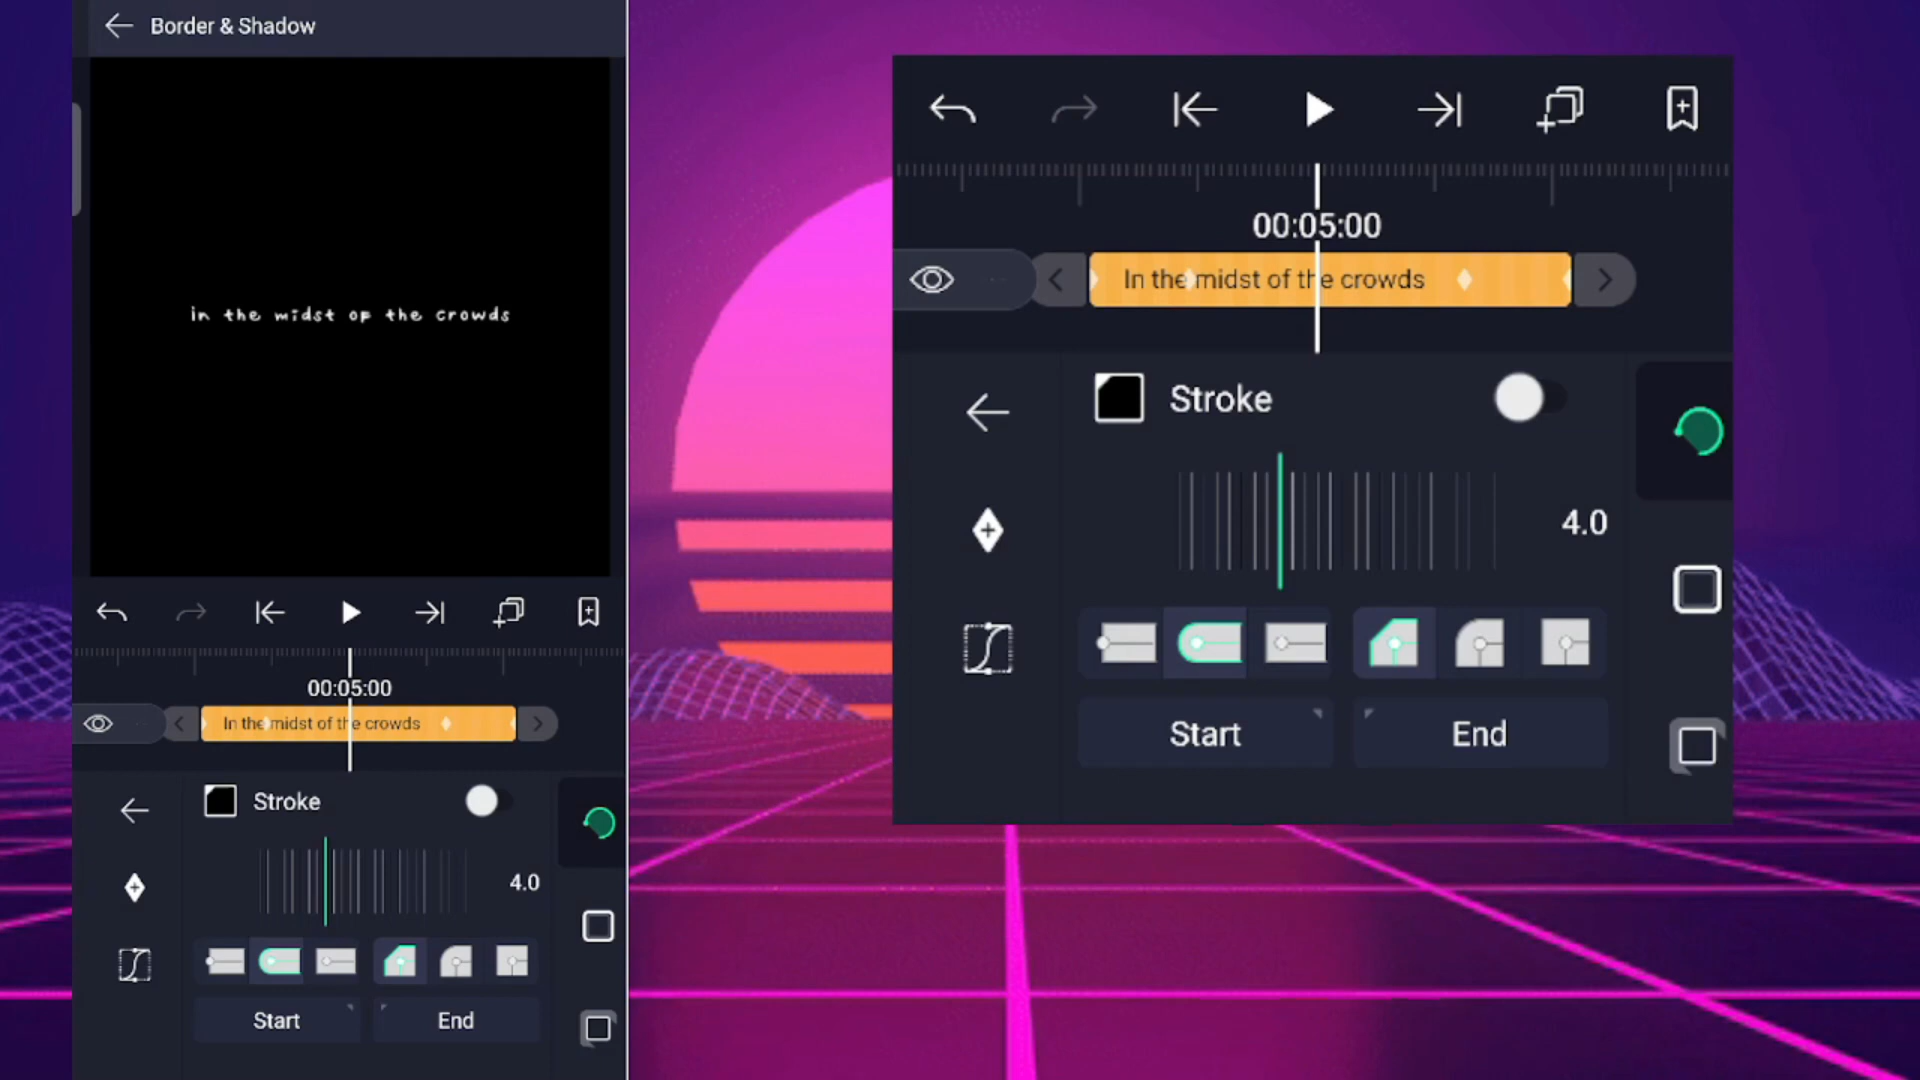 Border & Shadow
in the midst of the crowds
00:05:00
In the midst of the crowds
Stroke
4.0
Start
End
00:05:00
In the midst of the crowds
Stroke
4.0
Start
End